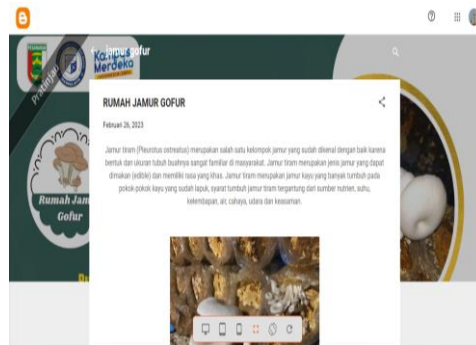 jamur gofur
Kampus
Merdeka
Pratinjau
RUMAH JAMUR GOFUR
Februari 26, 2023
Jamur tiram (Pleurotus ostreatus) merupakan salah satu kelompok jamur yang sudah dikenal dengan baik karena
bentuk dan ukuran tubuh buahnya sangat familiar di masyarakat. Jamur tiram merupakan jenis jamur yang dapat
dimakan (edible) dan memiliki rasa yang khas. Jamur tiram merupakan jamur kayu yang banyak tumbuh pada
pokok-pokok kayu yang sudah lapuk, syarat tumbuh jamur tiram tergantung dari sumber nutrien, suhu,
kelembapan, air, cahaya, udara dan keasaman.
Rumah Jam
Gofur